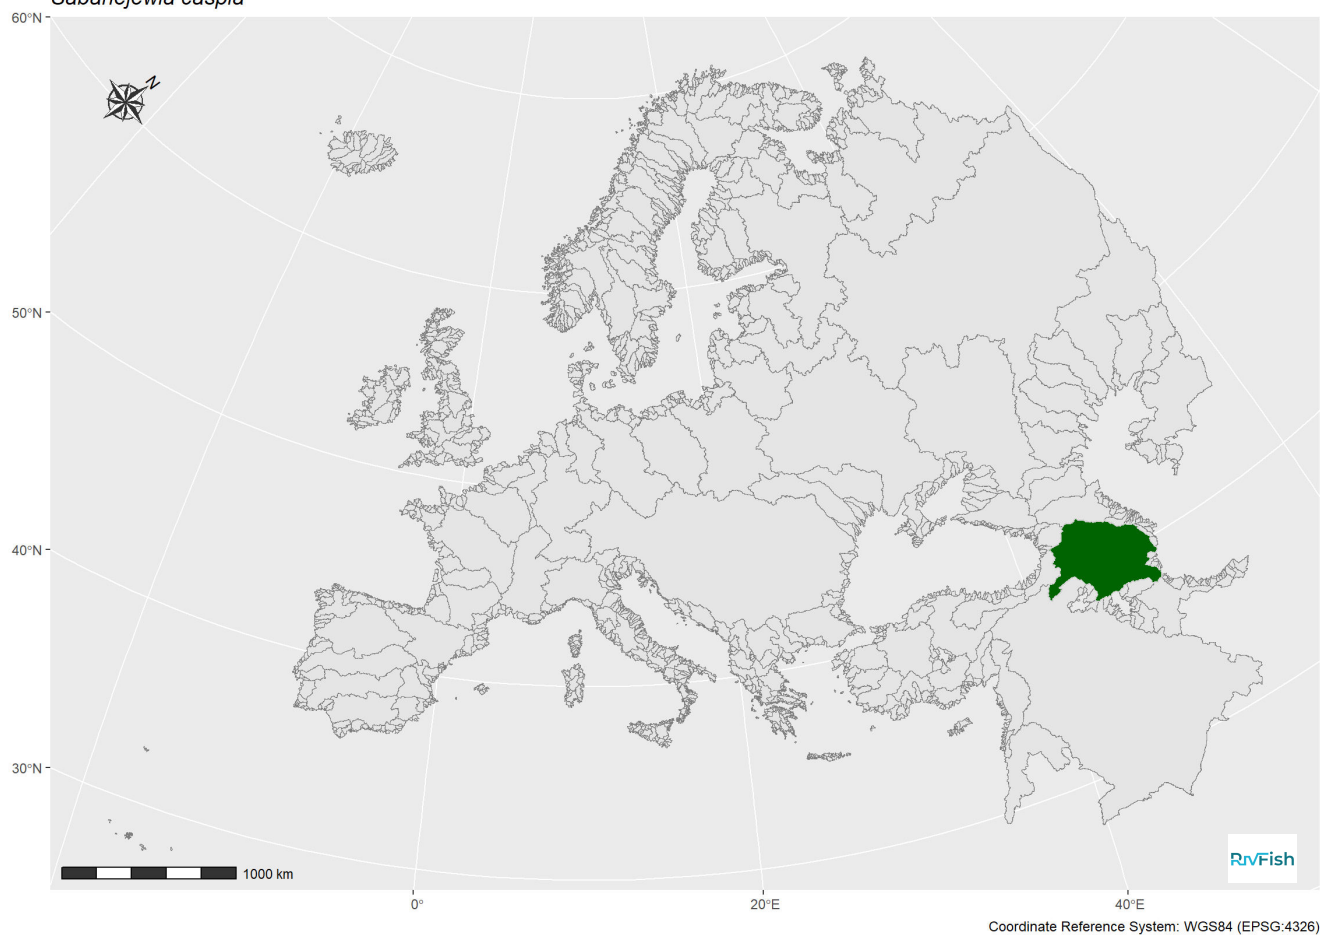 Sabanejewia caspia
60°N
N
50°N
40°N
30°N
RivFish
1000 km
0°
20°E
40°E
Coordinate Reference System: WGS84 (EPSG:4326)